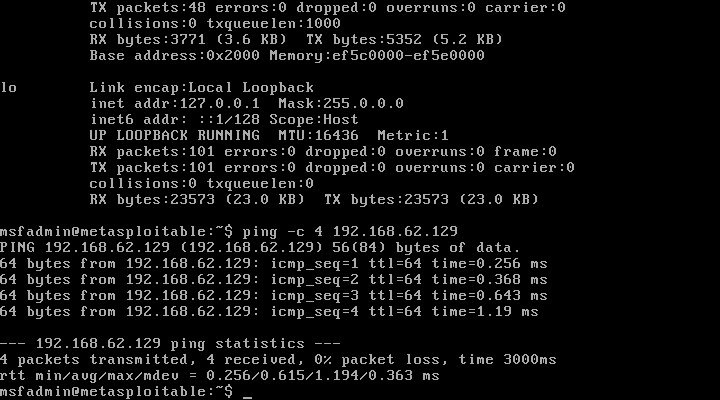 TX packets:48 errors:0 dropped:0 overruns:0 carrier:0
collisions:0 txqueuelen:1000
RX bytes:3771 (3.6 KB)  TX bytes:5352 (5.2 KB)
Base address:0x2000 Memory:ef5c0000-ef5e0000
lo        Link encap:Local Loopback
inet addr:127.0.0.1  Mask:255.0.0.0
inet6 addr: ::1/128 Scope:Host
UP LOOPBACK RUNNING  MTU:16436  Metric:1
RX packets:101 errors:0 dropped:0 overruns:0 frame:0
TX packets:101 errors:0 dropped:0 overruns:0 carrier:0
collisions:0 txqueuelen:0
RX bytes:23573 (23.0 KB)  TX bytes:23573 (23.0 KB)
msfadmin@metasploitable:~$ ping -c 4 192.168.62.129
PING 192.168.62.129 (192.168.62.129) 56(84) bytes of data.
64 bytes from 192.168.62.129: icmp_seq=1 ttl=64 time=0.256 ms
64 bytes from 192.168.62.129: icmp_seq=2 ttl=64 time=0.368 ms
64 bytes from 192.168.62.129: icmp_seq=3 ttl=64 time=0.643 ms
64 bytes from 192.168.62.129: icmp_seq=4 ttl=64 time=1.19 ms
--- 192.168.62.129 ping statistics ---
4 packets transmitted, 4 received, 0% packet loss, time 3000ms
rtt min/avg/max/mdev = 0.256/0.615/1.194/0.363 ms
msfadmin@metasploitable:~$ _